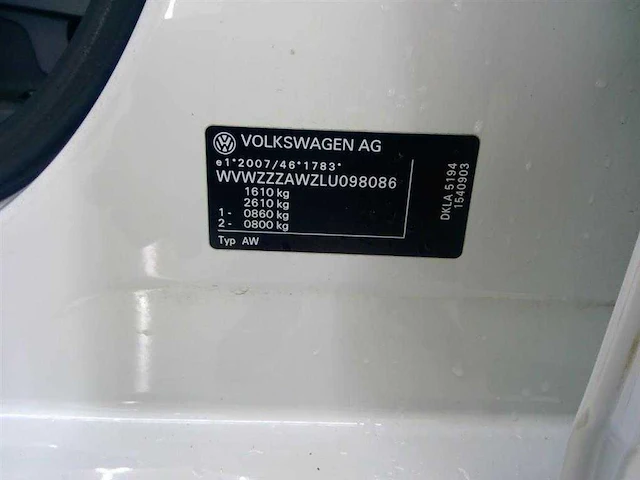 VOLKSWAGEN AG
e1*2007/46*1783*
WVWZZZAWZLU098086
1610 kg
2610 kg
1- 0860 kg
2- 0800 kg
Typ AW
DKLA 5194
1540903